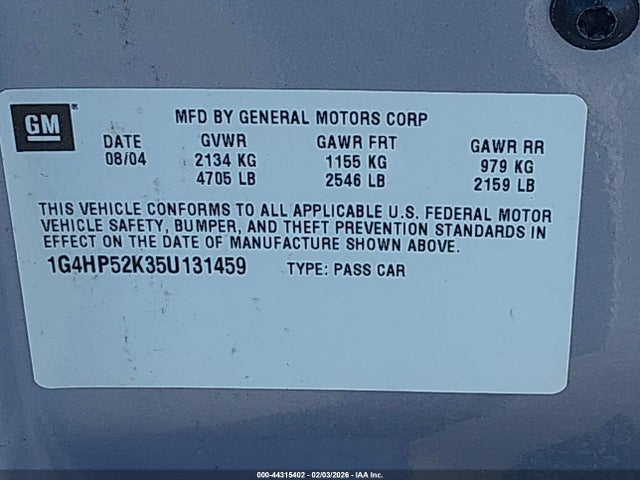 GM
MFD BY GENERAL MOTORS CORP
DATE GVWR GAWR FRT GAWR RR
08/04 2134 KG 1155 KG 979 KG
4705 LB 2546 LB 2159 LB
THIS VEHICLE CONFORMS TO ALL APPLICABLE U.S. FEDERAL MOTOR
VEHICLE SAFETY, BUMPER, AND THEFT PREVENTION STANDARDS IN
EFFECT ON THE DATE OF MANUFACTURE SHOWN ABOVE.
1G4HP52K35U131459 TYPE: PASS CAR
000-44315402 - 02/03/2026 - IAA Inc.